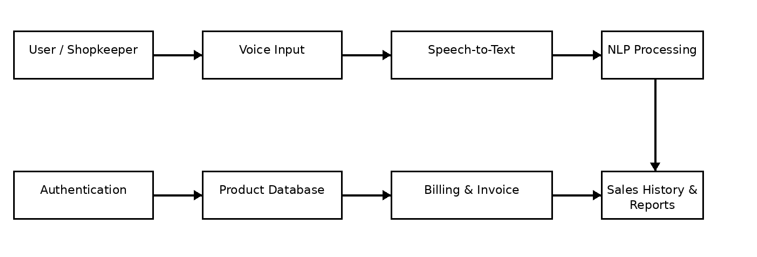 User / Shopkeeper
Voice Input
Speech-to-Text
NLP Processing
Authentication
Product Database
Billing & Invoice
Sales History &
Reports